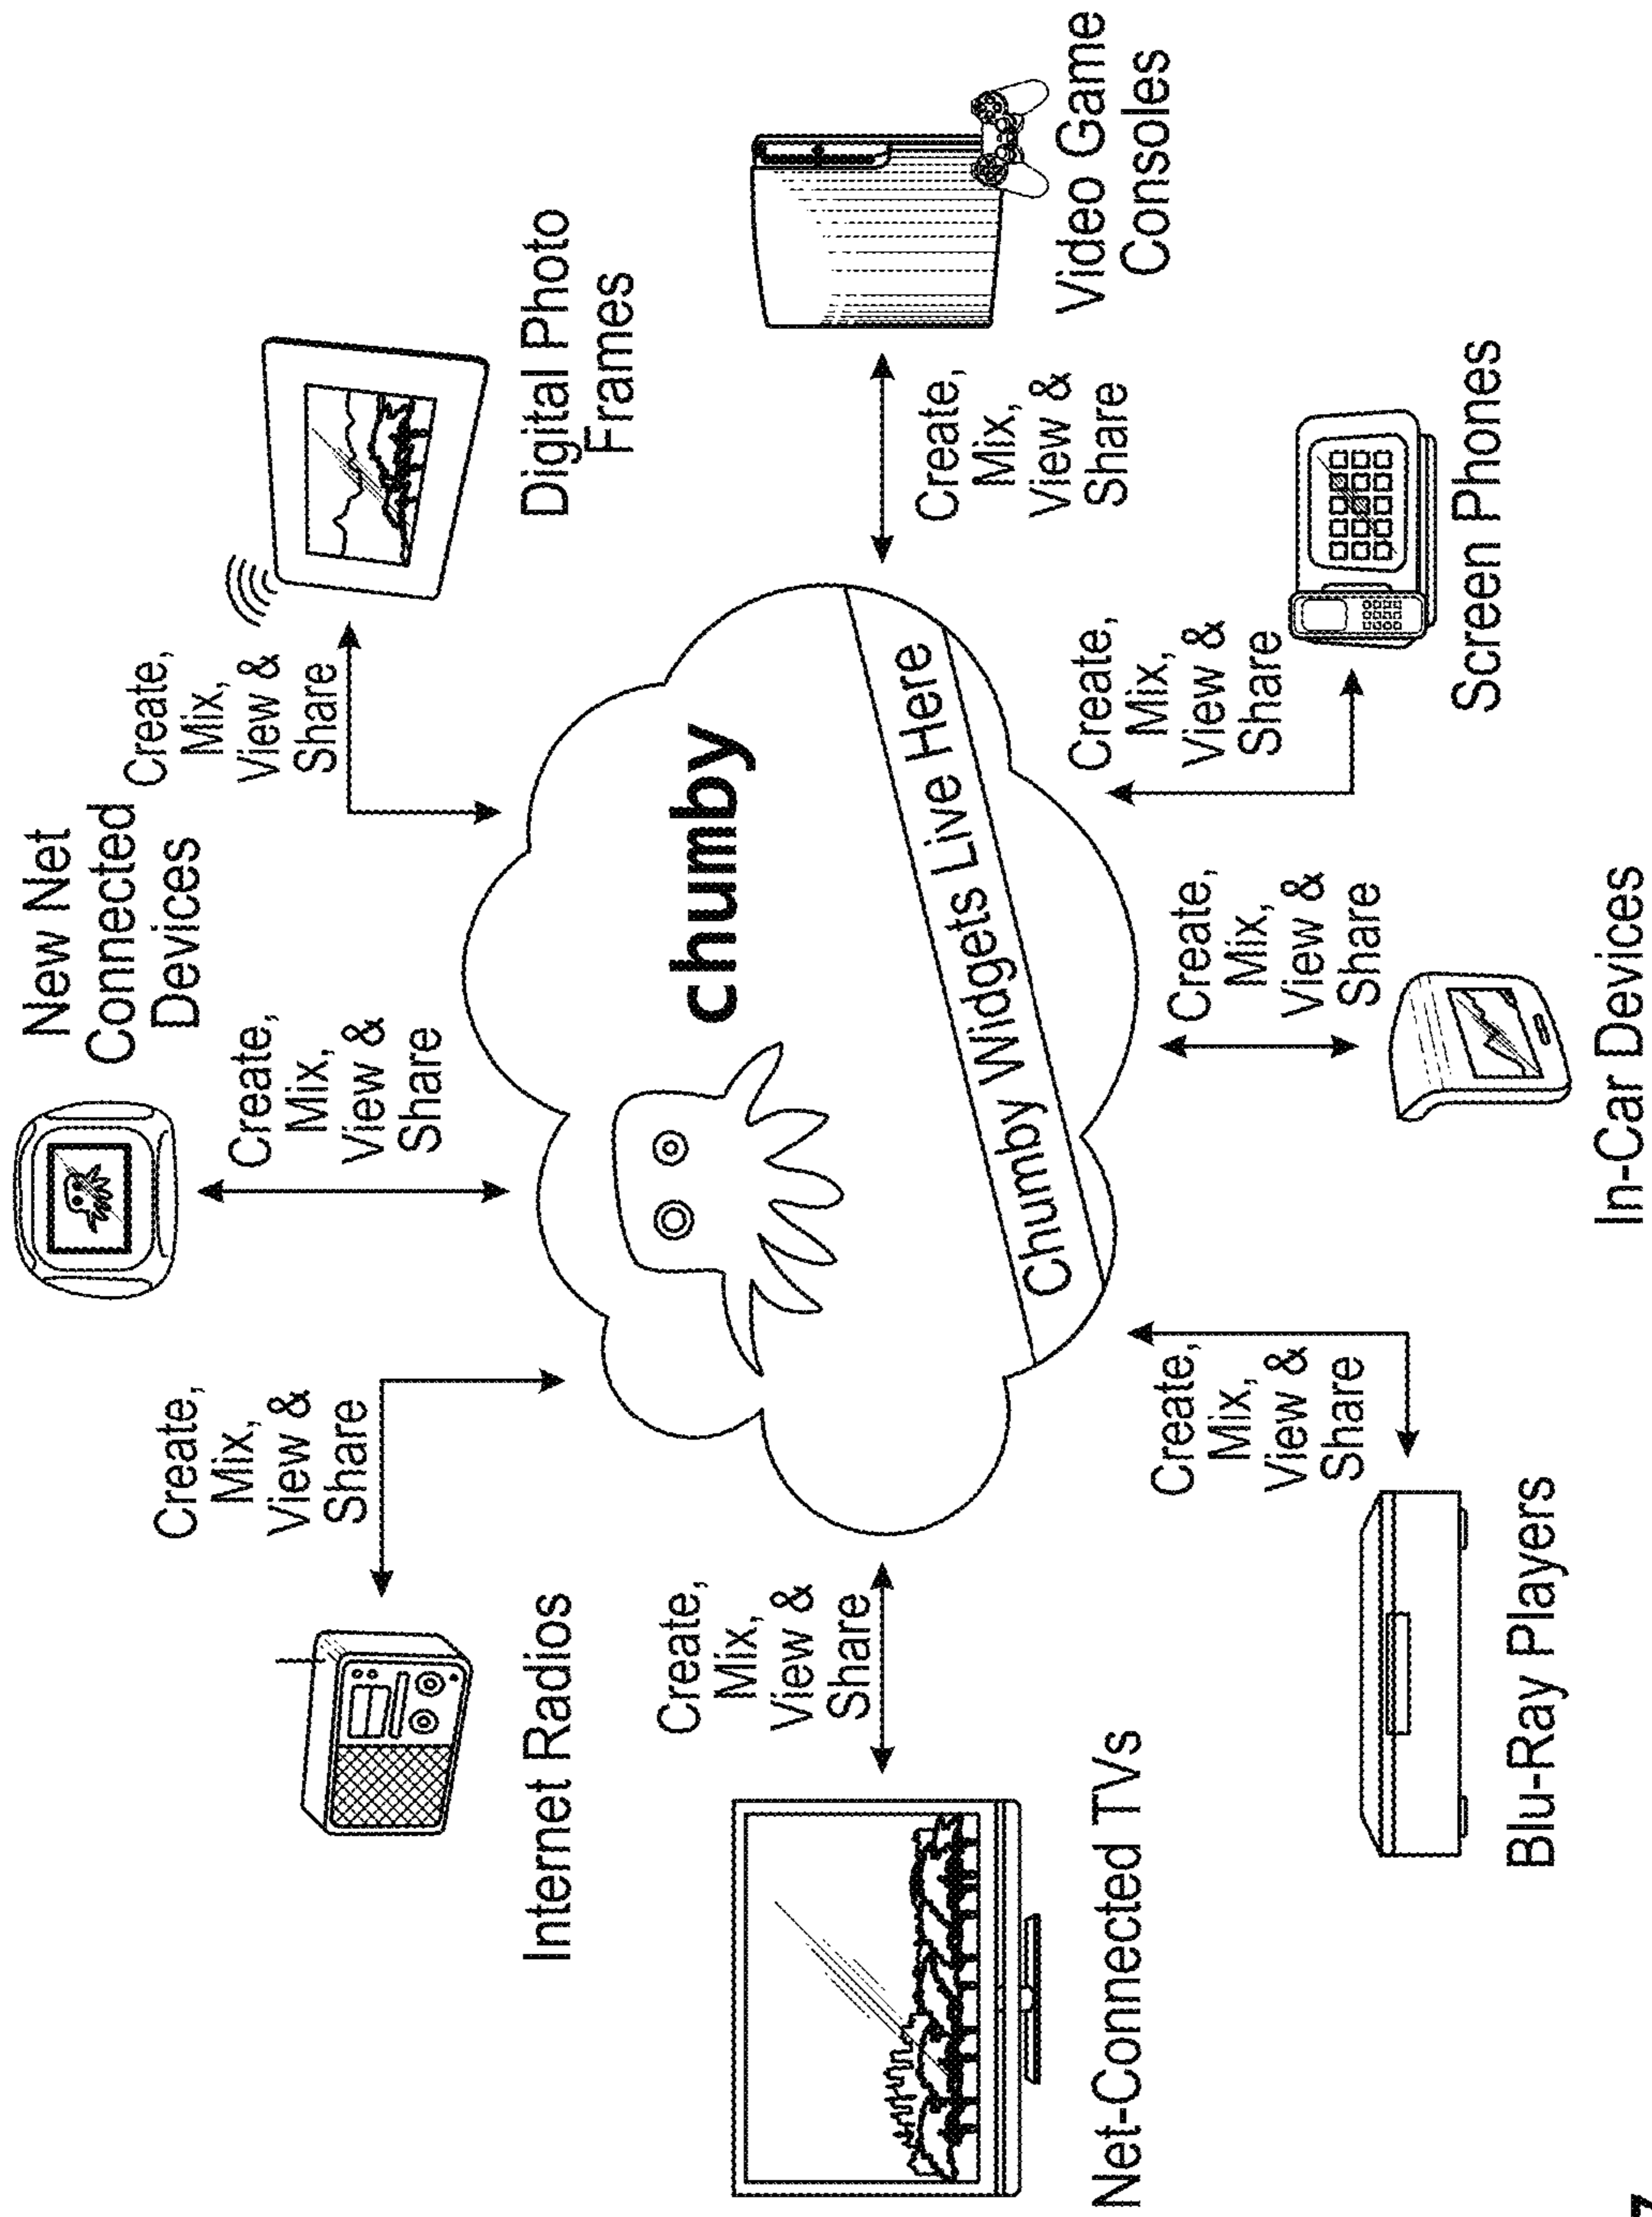 New Net
Connected
Devices
Internet Radios
Create,
Mix,
View &
Share
Create,
Mix,
View &
Share
Create,
Mix,
View &
Share
Digital Photo
Frames
Net-Connected TVs
Create,
Mix,
View &
Share
chumby
Chumby Widgets Live Here
Create,
Mix,
View &
Share
Video Game
Consoles
Blu-Ray Players
Create,
Mix,
View &
Share
Create,
Mix,
View &
Share
In-Car Devices
Create,
Mix,
View &
Share
Screen Phones